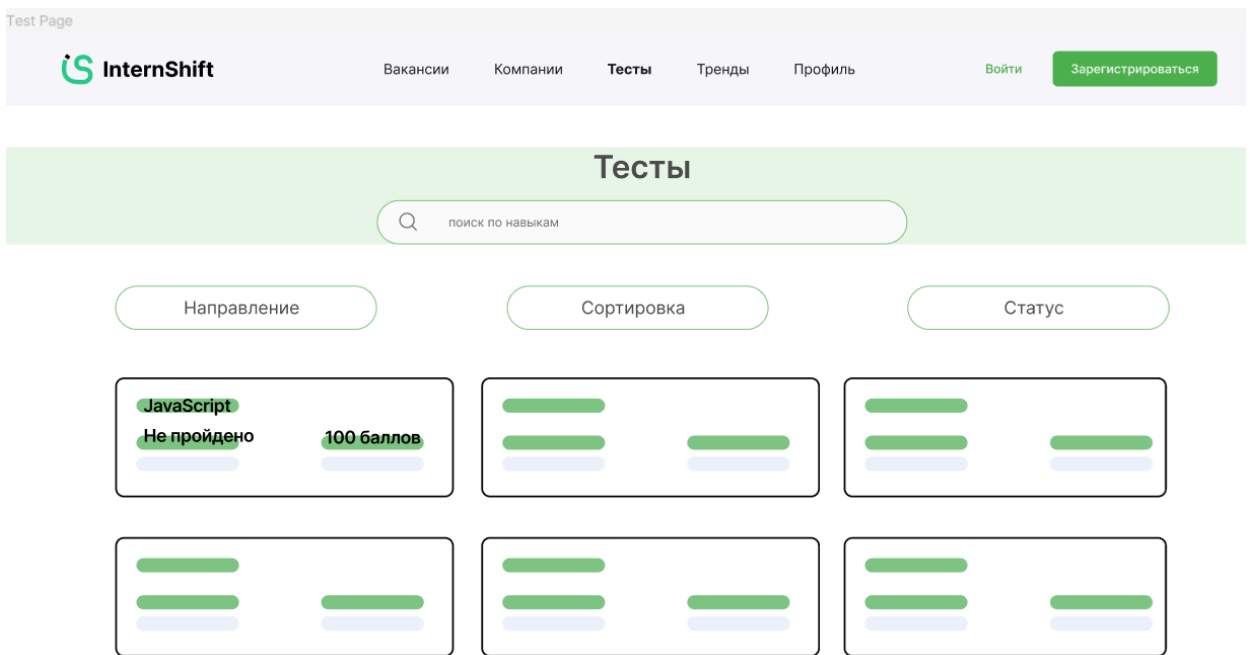 Test Page
InternShift
Вакансии Компании Тесты Тренды Профиль Войти Зарегистрироваться
Тесты
поиск по навыкам
Направление Сортировка Статус
JavaScript
Не пройдено 100 баллов